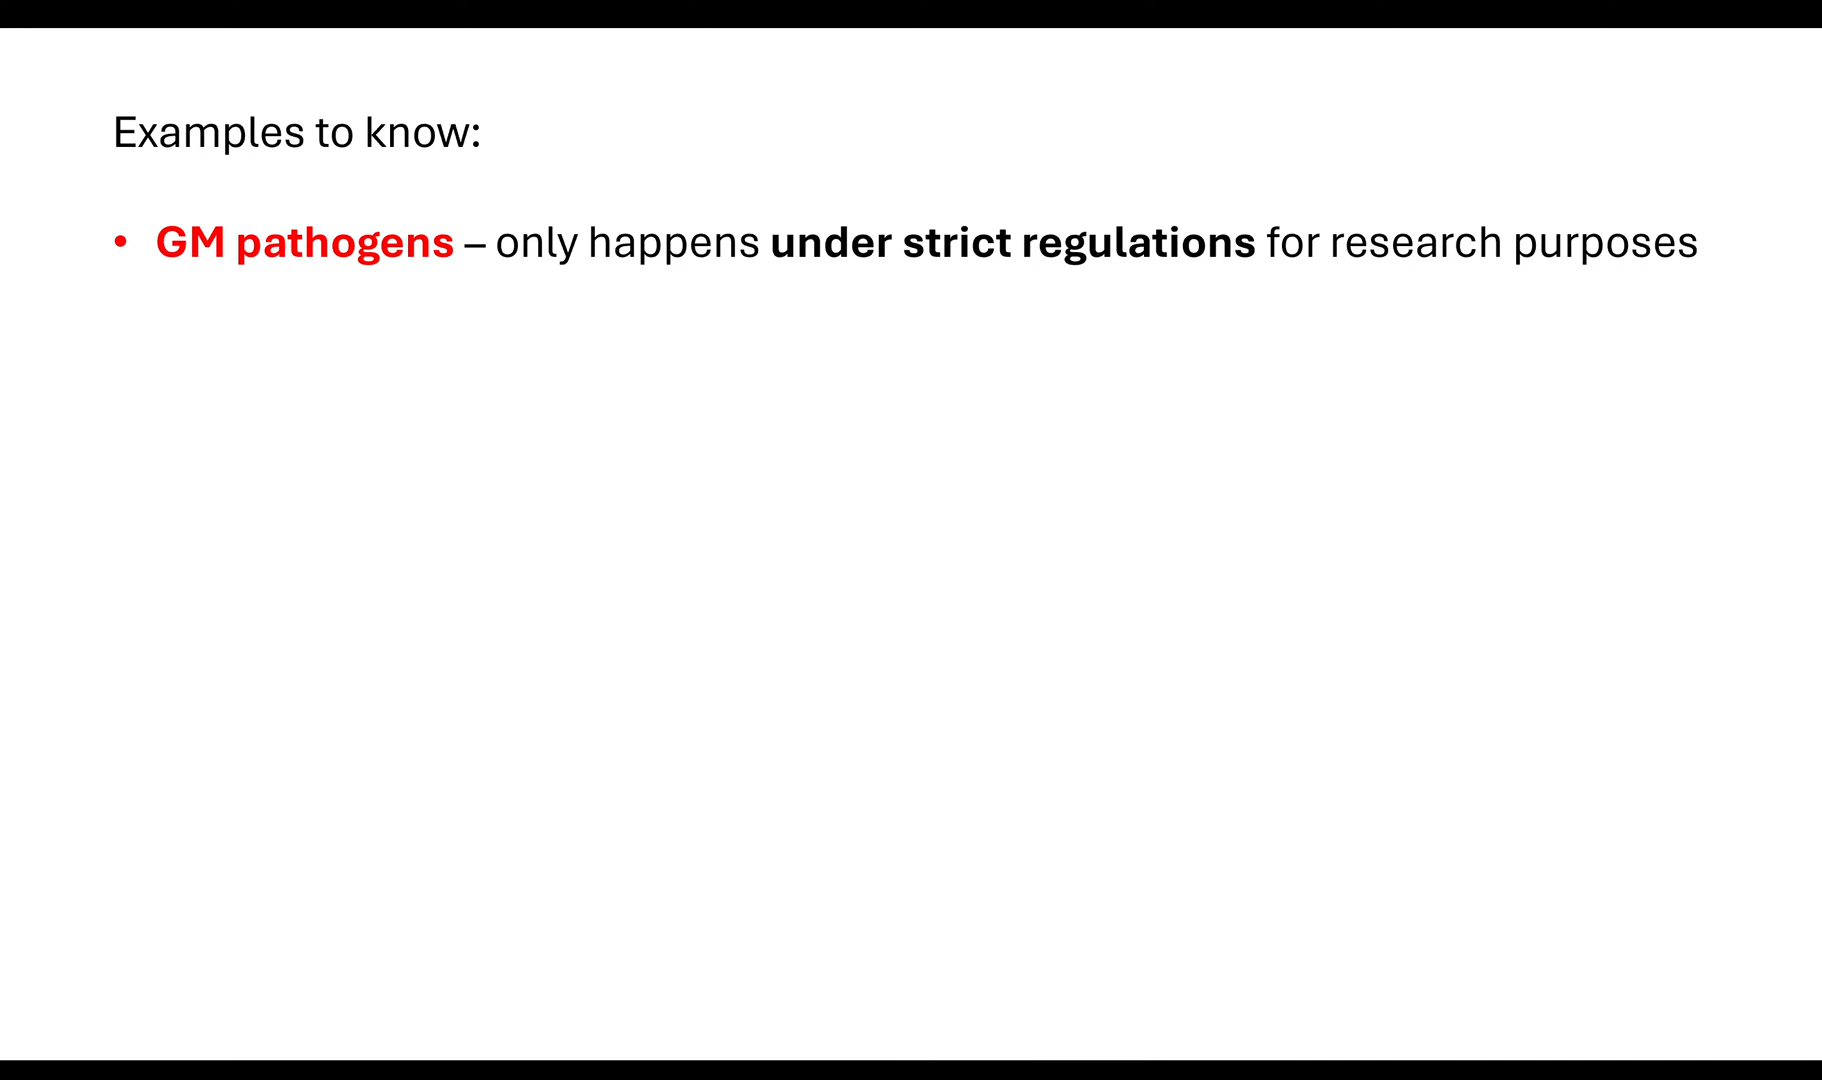 Examples to know:
• GM pathogens – only happens under strict regulations for research purposes